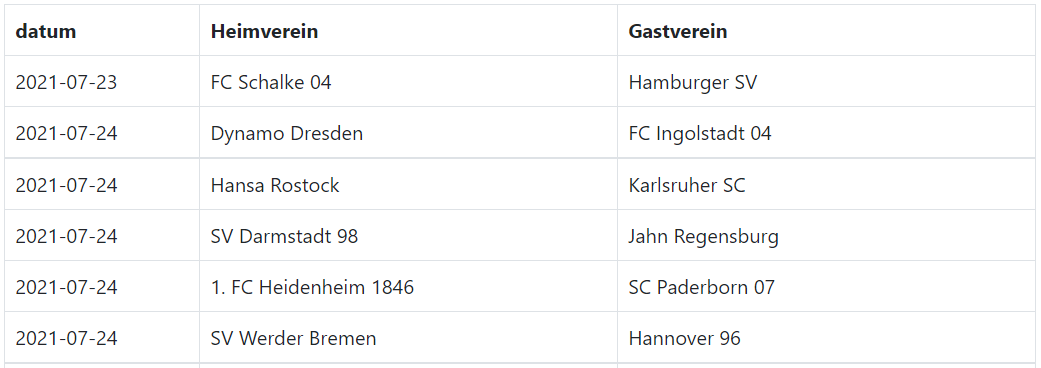 datum Heimverein Gastverein
2021-07-23 FC Schalke 04 Hamburger SV
2021-07-24 Dynamo Dresden FC Ingolstadt 04
2021-07-24 Hansa Rostock Karlsruher SC
2021-07-24 SV Darmstadt 98 Jahn Regensburg
2021-07-24 1. FC Heidenheim 1846 SC Paderborn 07
2021-07-24 SV Werder Bremen Hannover 96